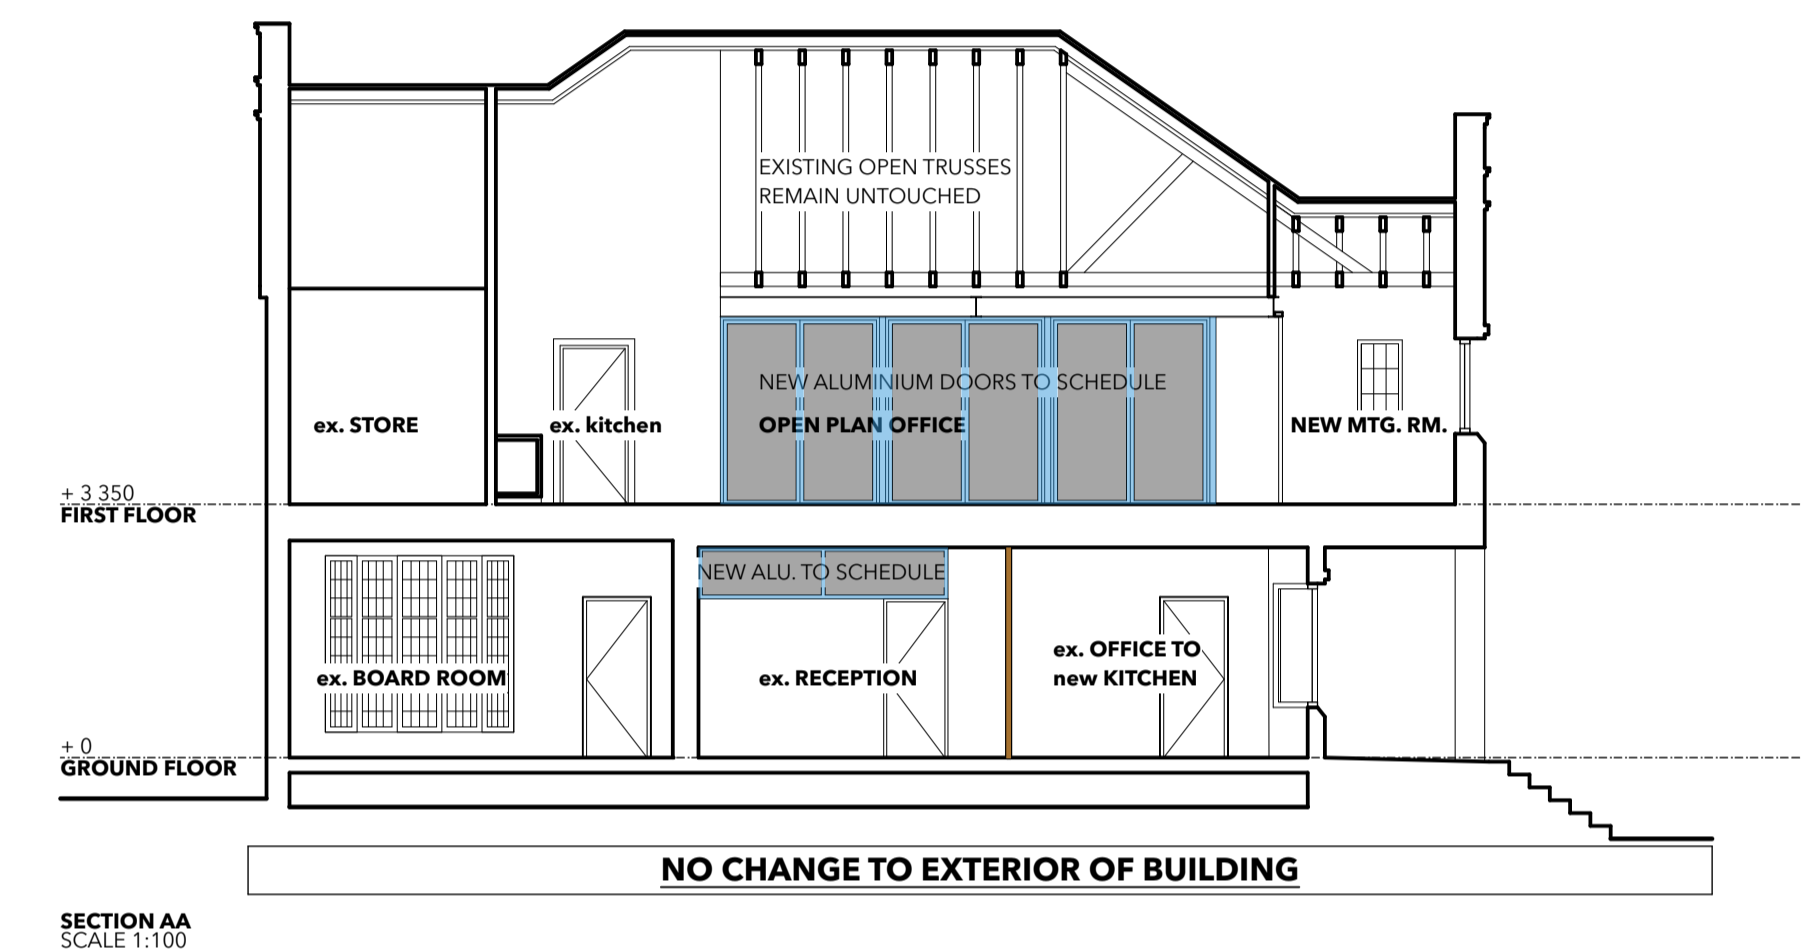 EXISTING OPEN TRUSSES
REMAIN UNTOUCHED
NEW ALUMINIUM DOORS TO SCHEDULE
ex. STORE
ex. kitchen
OPEN PLAN OFFICE
NEW MTG. RM.
+ 3 350
FIRST FLOOR
NEW ALU. TO SCHEDULE
ex. BOARD ROOM
ex. RECEPTION
ex. OFFICE TO
new KITCHEN
+ 0
GROUND FLOOR
NO CHANGE TO EXTERIOR OF BUILDING
SECTION AA
SCALE 1:100